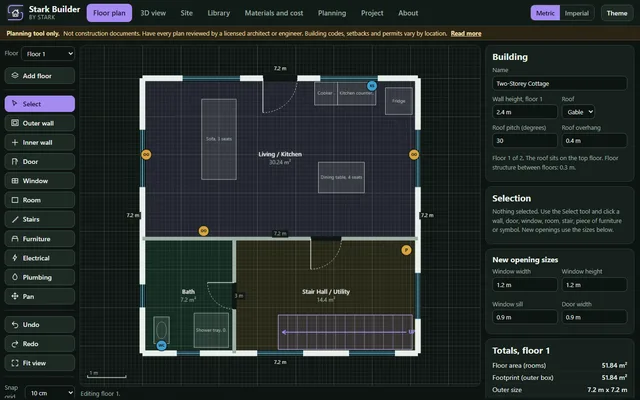 Stark Builder
BY STARK
Floor plan
3D view
Site
Library
Materials and cost
Planning
Project
About
Metric
Imperial
Theme
Planning tool only. Not construction documents. Have every plan reviewed by a licensed architect or engineer. Building codes, setbacks and permits vary by location. Read more
Floor
Floor 1
Add floor
Select
Outer wall
Inner wall
Door
Window
Room
Stairs
Furniture
Electrical
Plumbing
Pan
Undo
Redo
Fit view
Snap grid
10 cm
7.2 m
Cooker
Kitchen counter
Fridge
Sofa, 3 seats
Living / Kitchen
30.24 m²
Dining table, 4 seats
7.2 m
7.2 m
7.2 m
Bath
7.2 m²
3 m
Stair Hall / Utility
14.4 m²
Shower tray, 0
UP
7.2 m
1 m
Editing floor 1.
Building
Name
Two-Storey Cottage
Wall height, floor 1
Roof
2.4 m
Gable
Roof pitch (degrees)
Roof overhang
30
0.4 m
Floor 1 of 2. The roof sits on the top floor. Floor
structure between floors: 0.3 m.
Selection
Nothing selected. Use the Select tool and click a
wall, door, window, room, stair, piece of furniture
or symbol. New openings use the sizes below.
New opening sizes
Window width
Window height
1.2 m
1.2 m
Window sill
Door width
0.9 m
0.9 m
Totals, floor 1
Floor area (rooms)
51.84 m²
Footprint (outer box)
51.84 m²
Outer size
7.2 m x 7.2 m